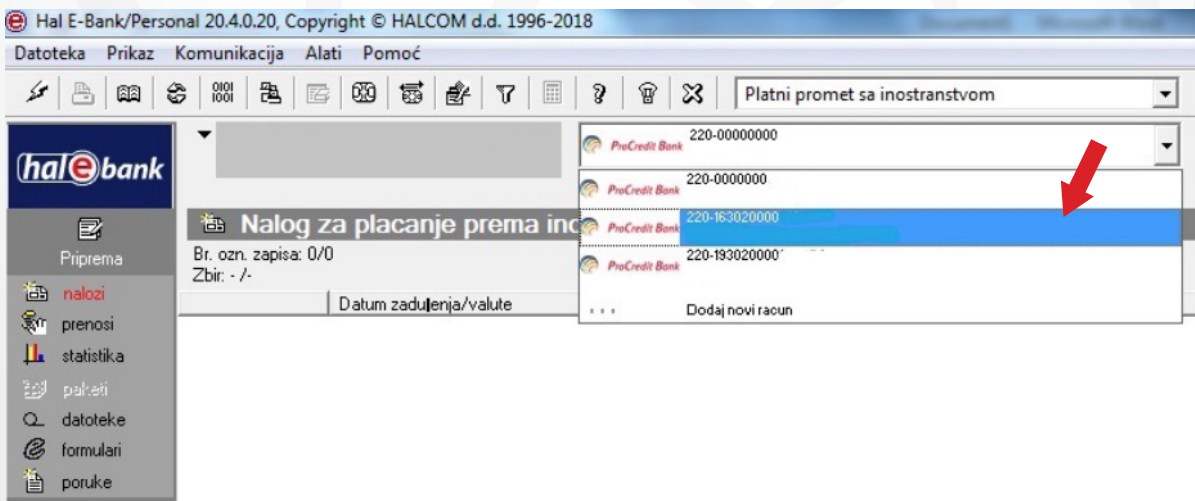 Hal E-Bank/Personal 20.4.0.20, Copyright © HALCOM d.d. 1996-2018
Datoteka Prikaz Komunikacija Alati Pomoć
Platni promet sa inostranstvom
hal e bank
ProCredit Bank 220-00000000
ProCredit Bank 220-0000000
ProCredit Bank 220-163020000
ProCredit Bank 220-193020000
... Dodaj novi racun
Nalog za placanje prema ino
Br. ozn. zapisa: 0/0
Zbir: - /-
Datum zaduļenja/valute
Priprema
nalozi
prenosi
statistika
paketi
datoteke
formulari
poruke